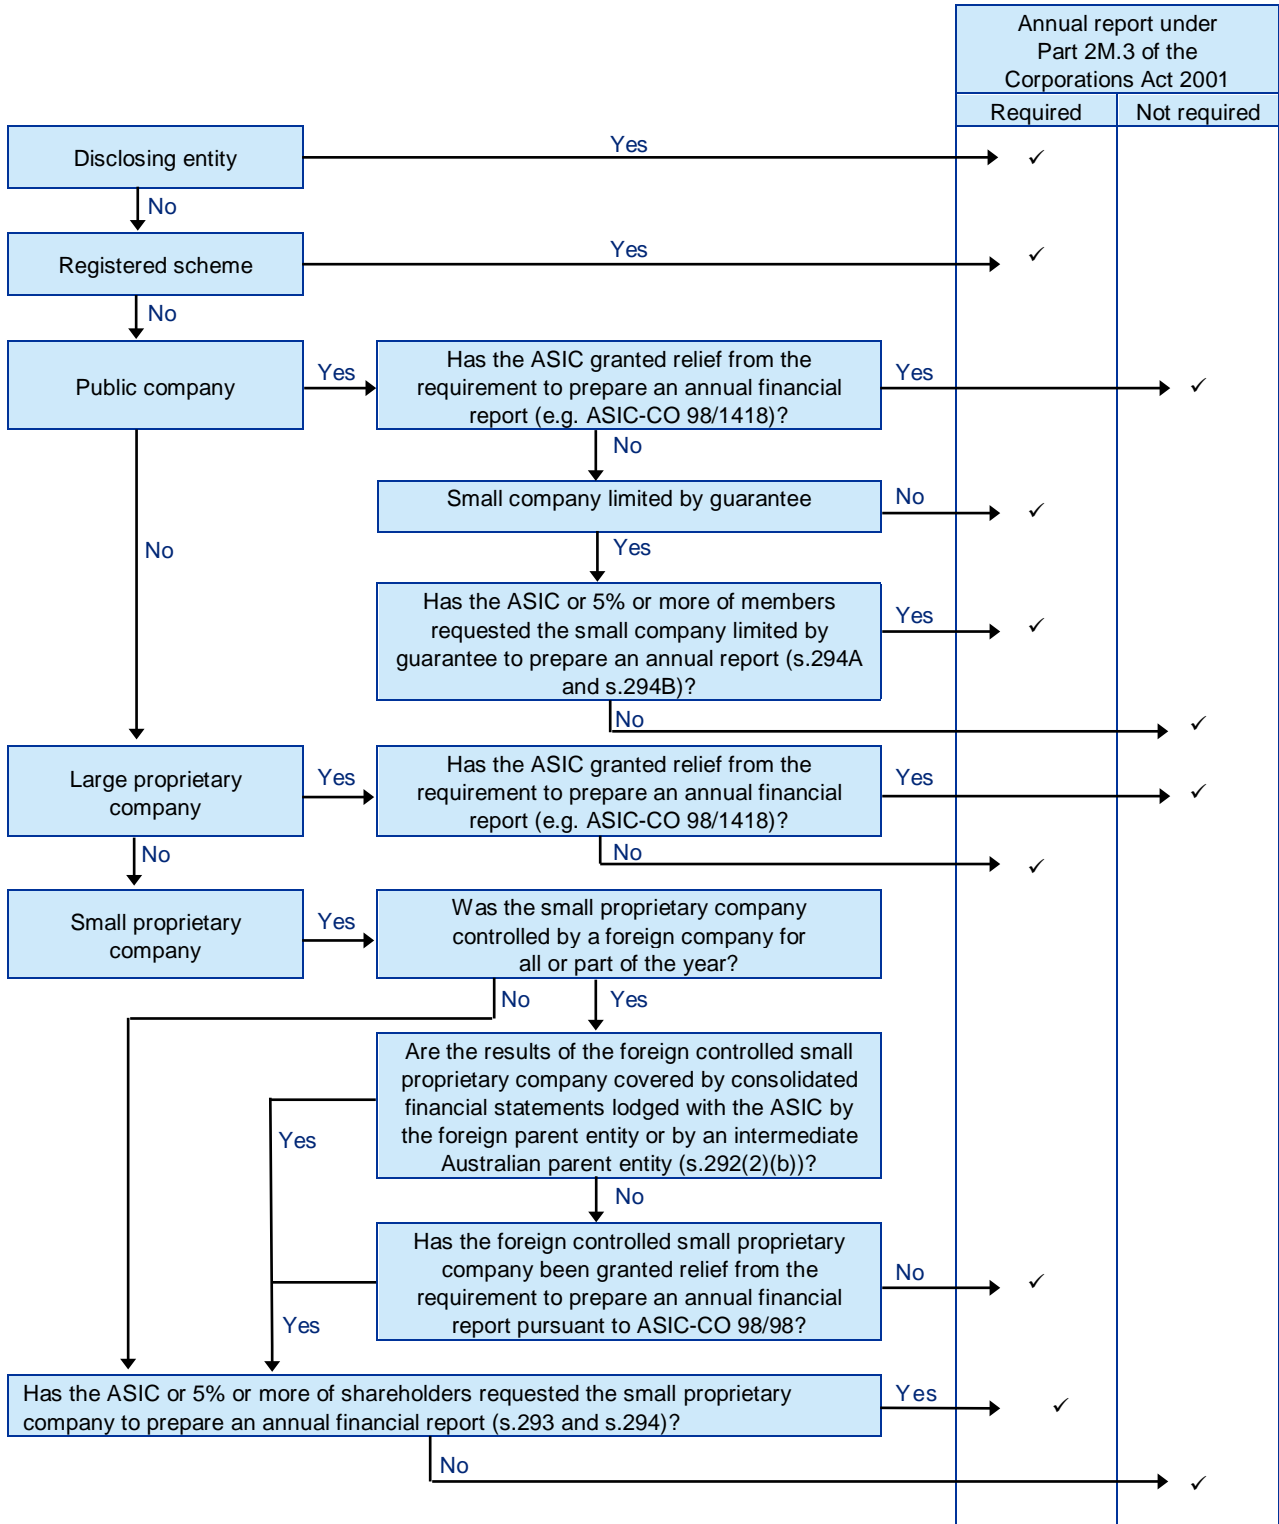 Annual report under
Part 2M.3 of the
Corporations Act 2001
Required
Not required
Disclosing entity
Yes
✓
No
Registered scheme
Yes
✓
No
Public company
Yes
Has the ASIC granted relief from the
requirement to prepare an annual financial
report (e.g. ASIC-CO 98/1418)?
Yes
✓
No
Small company limited by guarantee
No
✓
Yes
No
Has the ASIC or 5% or more of members
requested the small company limited by
guarantee to prepare an annual report (s.294A
and s.294B)?
Yes
✓
No
✓
Large proprietary
company
Yes
Has the ASIC granted relief from the
requirement to prepare an annual financial
report (e.g. ASIC-CO 98/1418)?
Yes
✓
No
✓
No
Small proprietary
company
Yes
Was the small proprietary company
controlled by a foreign company for
all or part of the year?
No
Yes
Are the results of the foreign controlled small
proprietary company covered by consolidated
financial statements lodged with the ASIC by
the foreign parent entity or by an intermediate
Australian parent entity (s.292(2)(b))?
Yes
No
Has the foreign controlled small proprietary
company been granted relief from the
requirement to prepare an annual financial
report pursuant to ASIC-CO 98/98?
No
✓
Yes
Has the ASIC or 5% or more of shareholders requested the small proprietary
company to prepare an annual financial report (s.293 and s.294)?
Yes
✓
No
✓